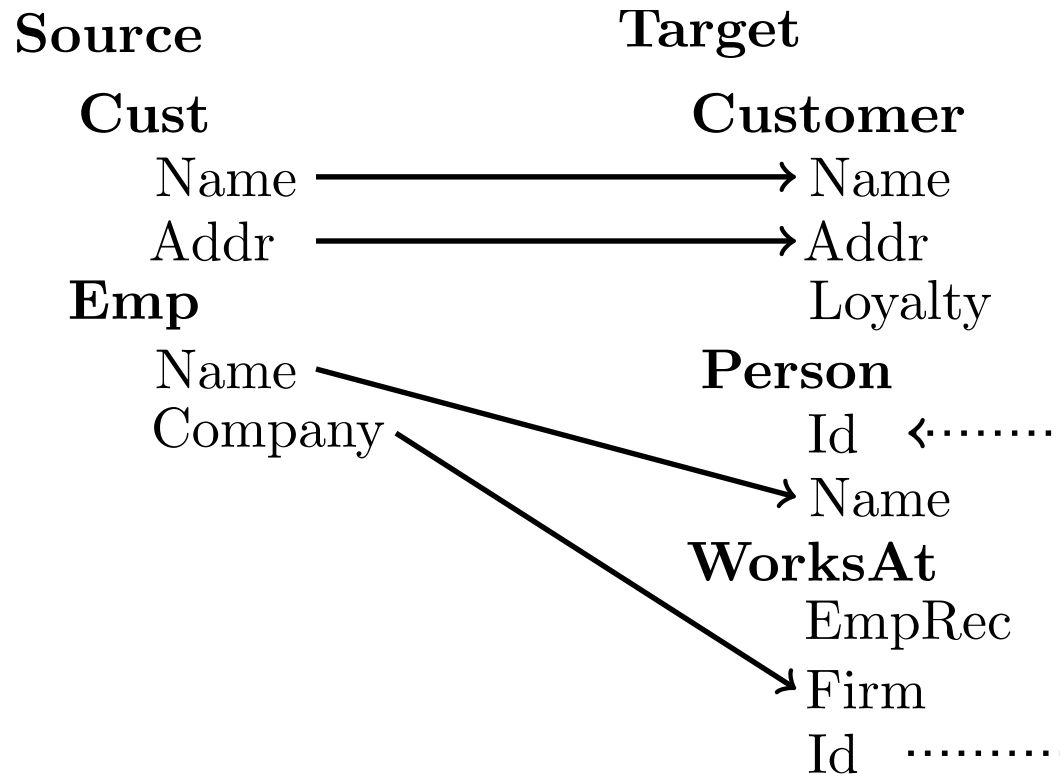 Source Target
Cust Customer
Name Name
Addr Addr
Emp Loyalty
Name Person
Company Id
Name
WorksAt
EmpRec
Firm
Id